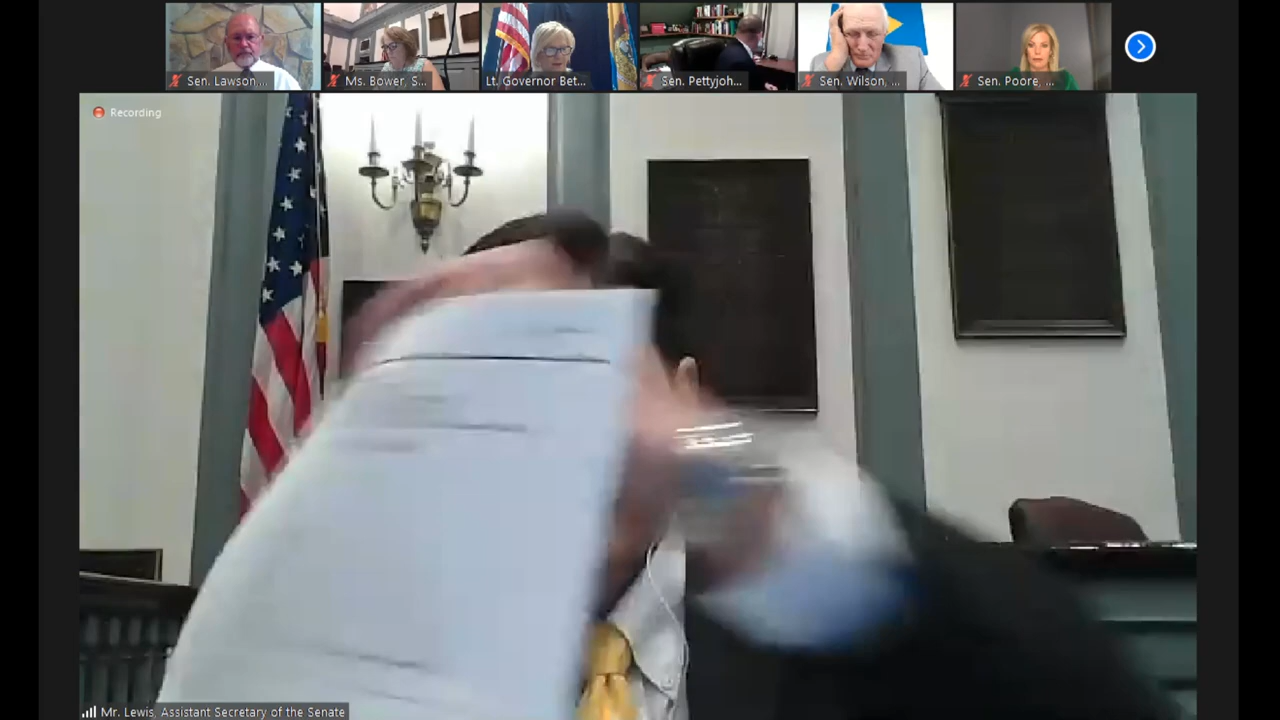 Sen. Lawson,...
Ms. Bower, S...
Lt. Governor Bet...
Sen. Pettyjoh...
Sen. Wilson, ...
Sen. Poore, ...
Recording
Mr. Lewis, Assistant Secretary of the Senate